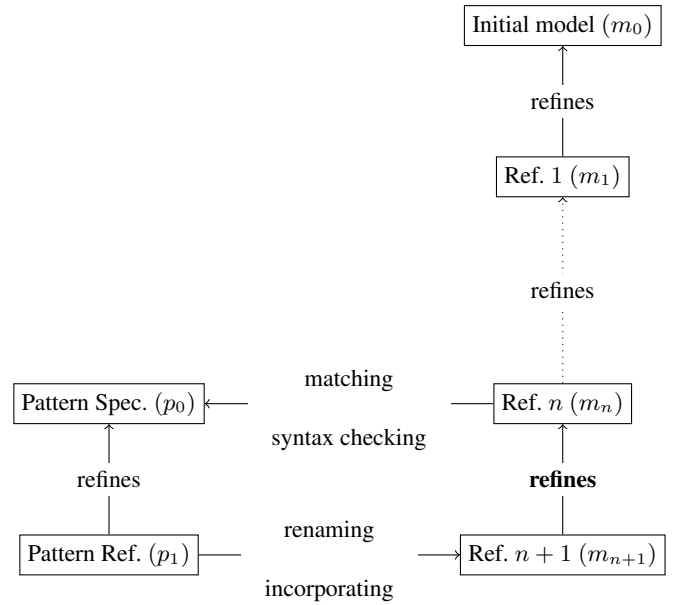 Initial model (m₀)
refines
Ref. 1 (m₁)
refines
matching
Pattern Spec. (p₀)
Ref. n (mₙ)
syntax checking
refines
refines
renaming
Pattern Ref. (p₁)
Ref. n + 1 (mₙ₊₁)
incorporating